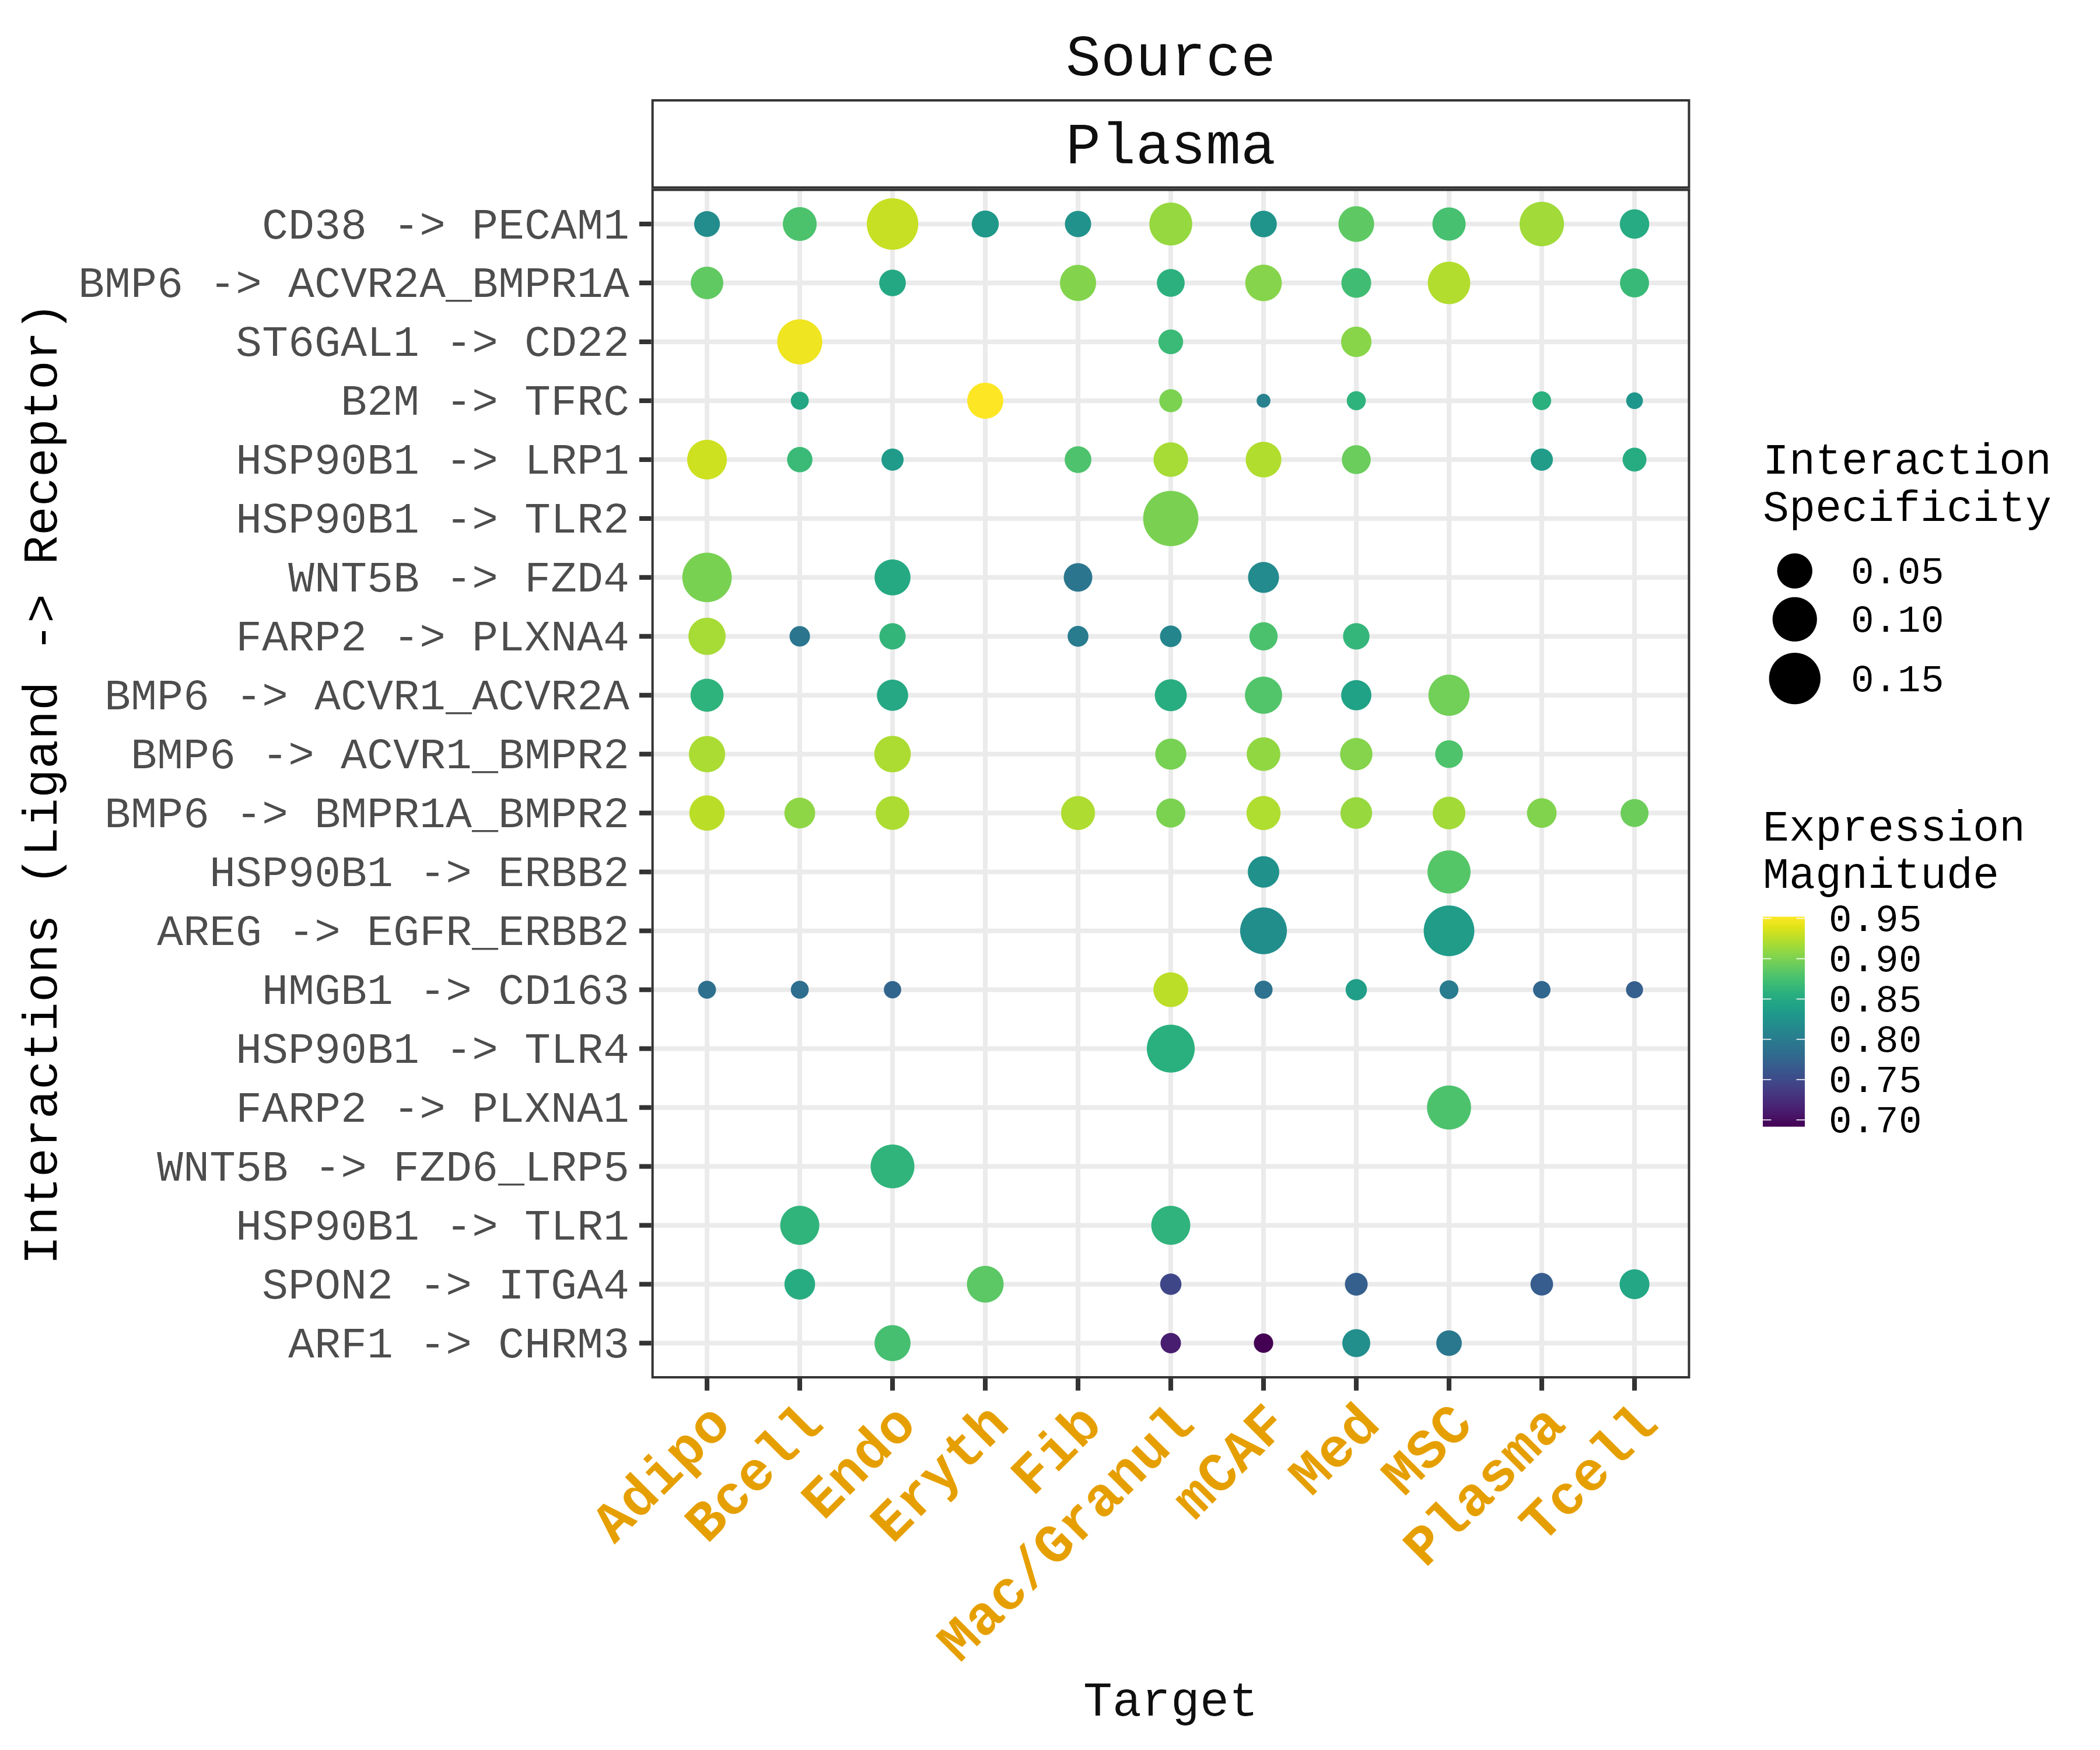 Source
Plasma
Interactions (Ligand -> Receptor)
CD38 -> PECAM1
BMP6 -> ACVR2A_BMPR1A
ST6GAL1 -> CD22
B2M -> TFRC
HSP90B1 -> LRP1
HSP90B1 -> TLR2
WNT5B -> FZD4
FARP2 -> PLXNA4
BMP6 -> ACVR1_ACVR2A
BMP6 -> ACVR1_BMPR2
BMP6 -> BMPR1A_BMPR2
HSP90B1 -> ERBB2
AREG -> EGFR_ERBB2
HMGB1 -> CD163
HSP90B1 -> TLR4
FARP2 -> PLXNA1
WNT5B -> FZD6_LRP5
HSP90B1 -> TLR1
SPON2 -> ITGA4
ARF1 -> CHRM3
Adipo
Bcell
Endo
Eryth
Fib
Mac/Granul
mCAF
Med
MSC
Plasma
Tcell
Target
Interaction
Specificity
0.05
0.10
0.15
Expression
Magnitude
0.95
0.90
0.85
0.80
0.75
0.70